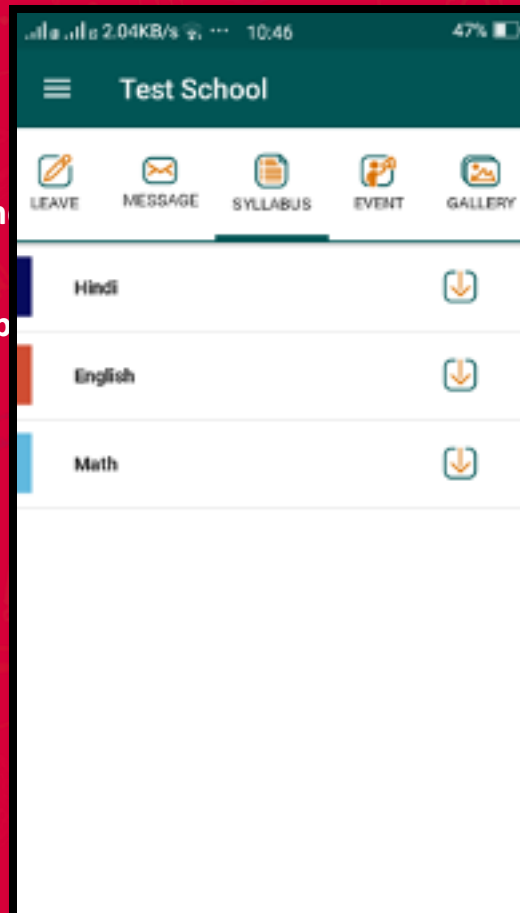 2.04KB/s ··· 10:46 47%
Test School
LEAVE MESSAGE SYLLABUS EVENT GALLERY
Hindi
English
Math